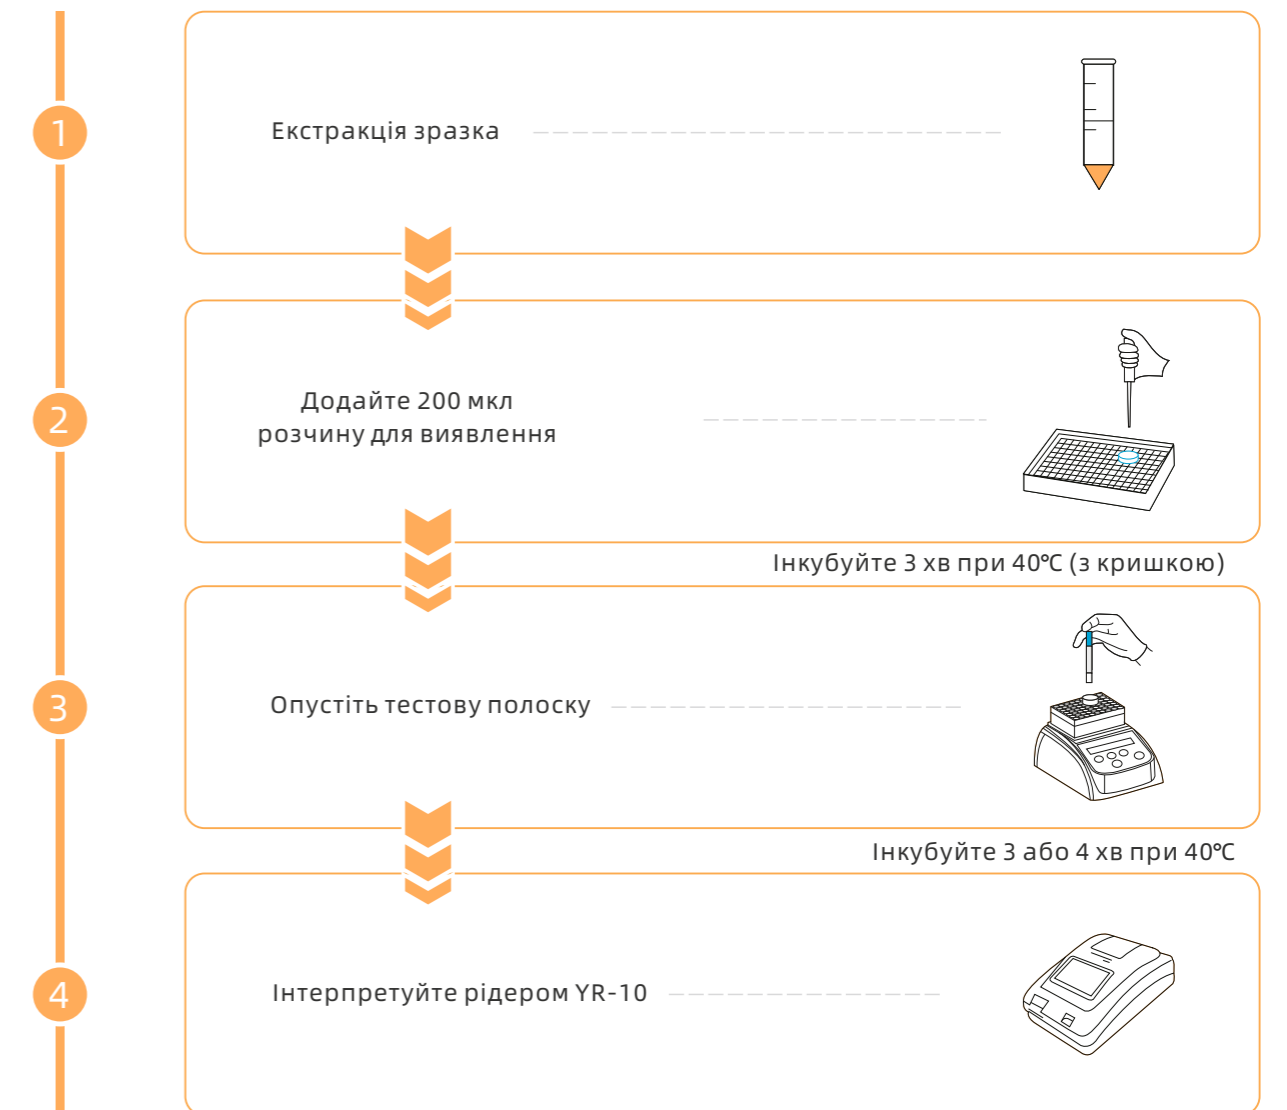 1
Екстракція зразка
2
Додайте 200 мкл
розчину для виявлення
Інкубуйте 3 хв при 40℃ (з кришкою)
3
Опустіть тестову полоску
Інкубуйте 3 або 4 хв при 40℃
4
Інтерпретуйте рідером YR-10